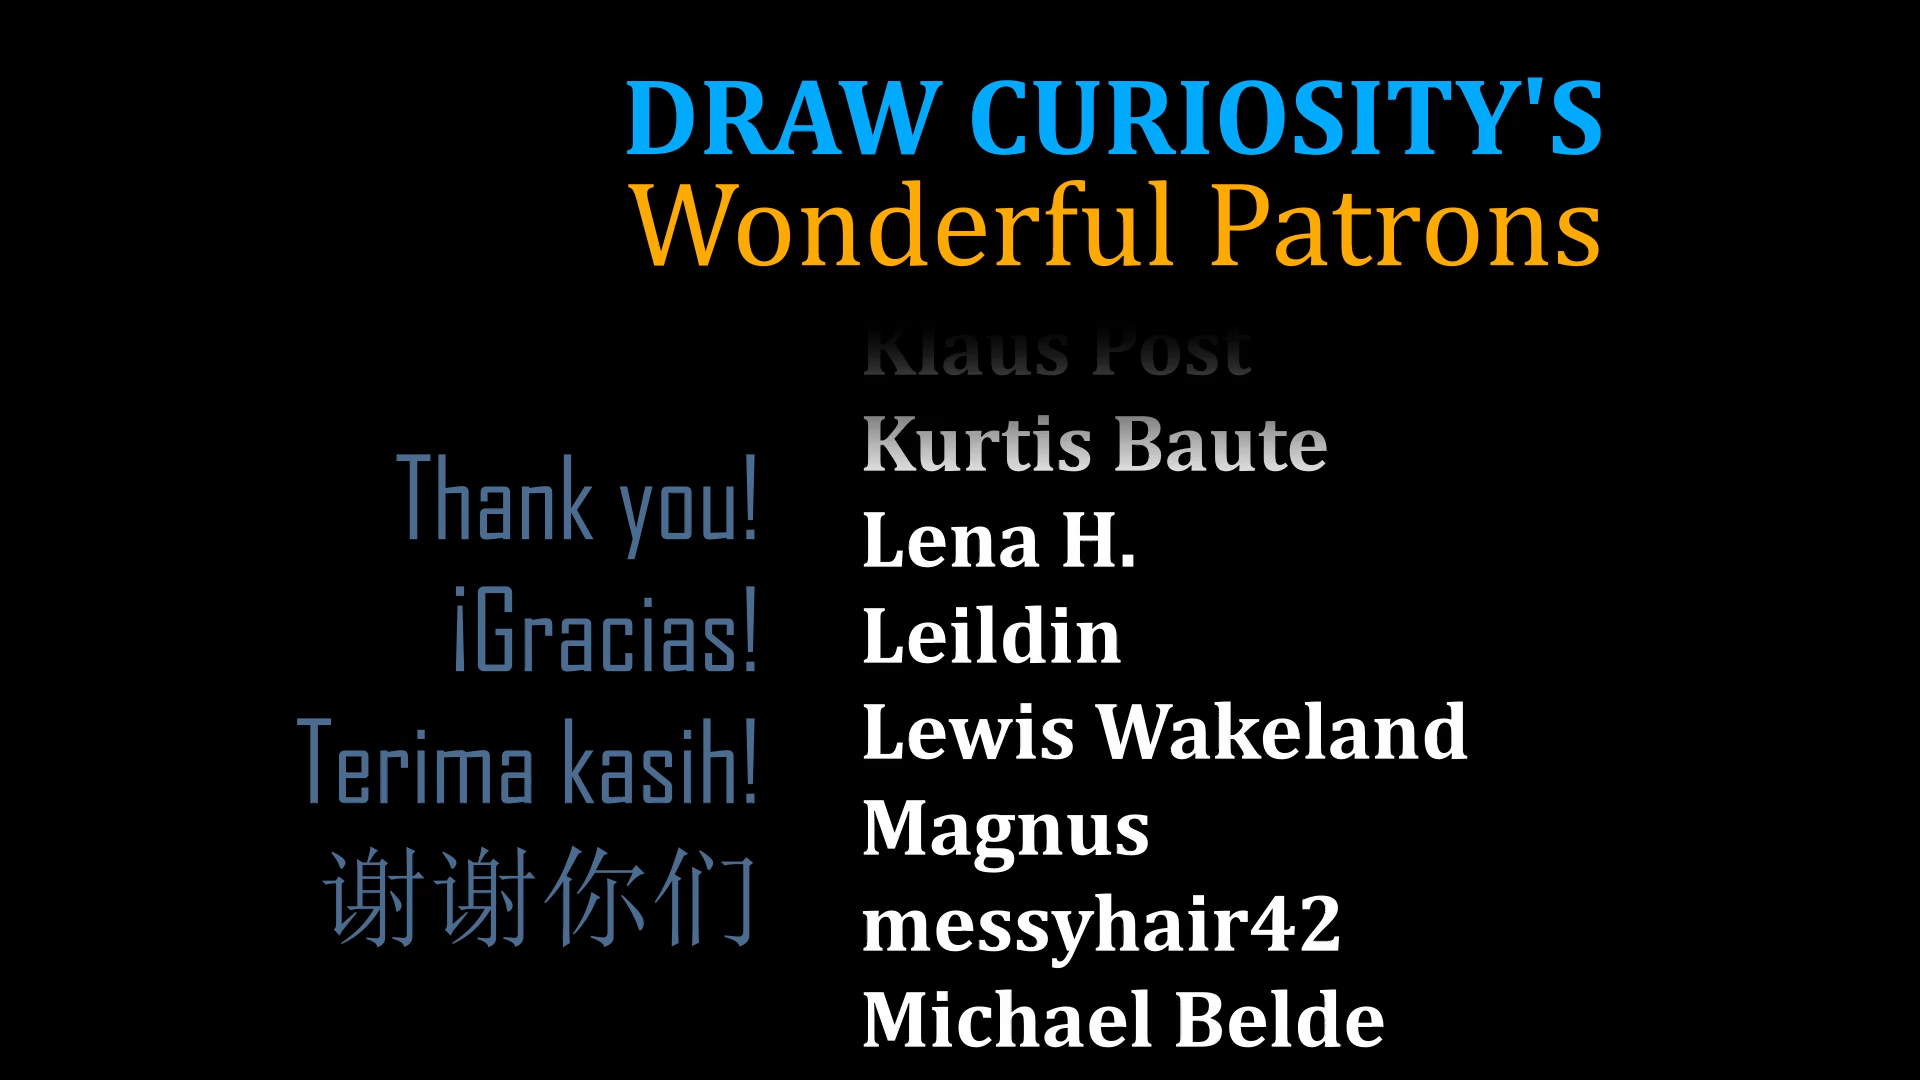 DRAW CURIOSITY'S
Wonderful Patrons
Thank you!
¡Gracias!
Terima kasih!
谢谢你们
Klaus Post
Kurtis Baute
Lena H.
Leildin
Lewis Wakeland
Magnus
messyhair42
Michael Belde